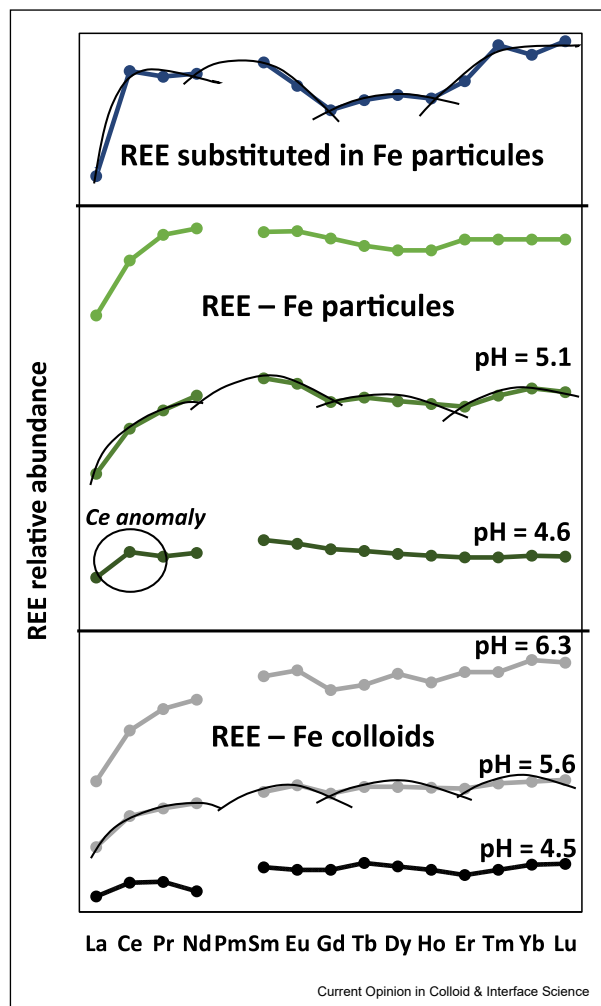 REE substituted in Fe particules
REE – Fe particules
pH = 5.1
Ce anomaly
pH = 4.6
pH = 6.3
REE – Fe colloids
pH = 5.6
pH = 4.5
REE relative abundance
La Ce Pr Nd Pm Sm Eu Gd Tb Dy Ho Er Tm Yb Lu
Current Opinion in Colloid & Interface Science